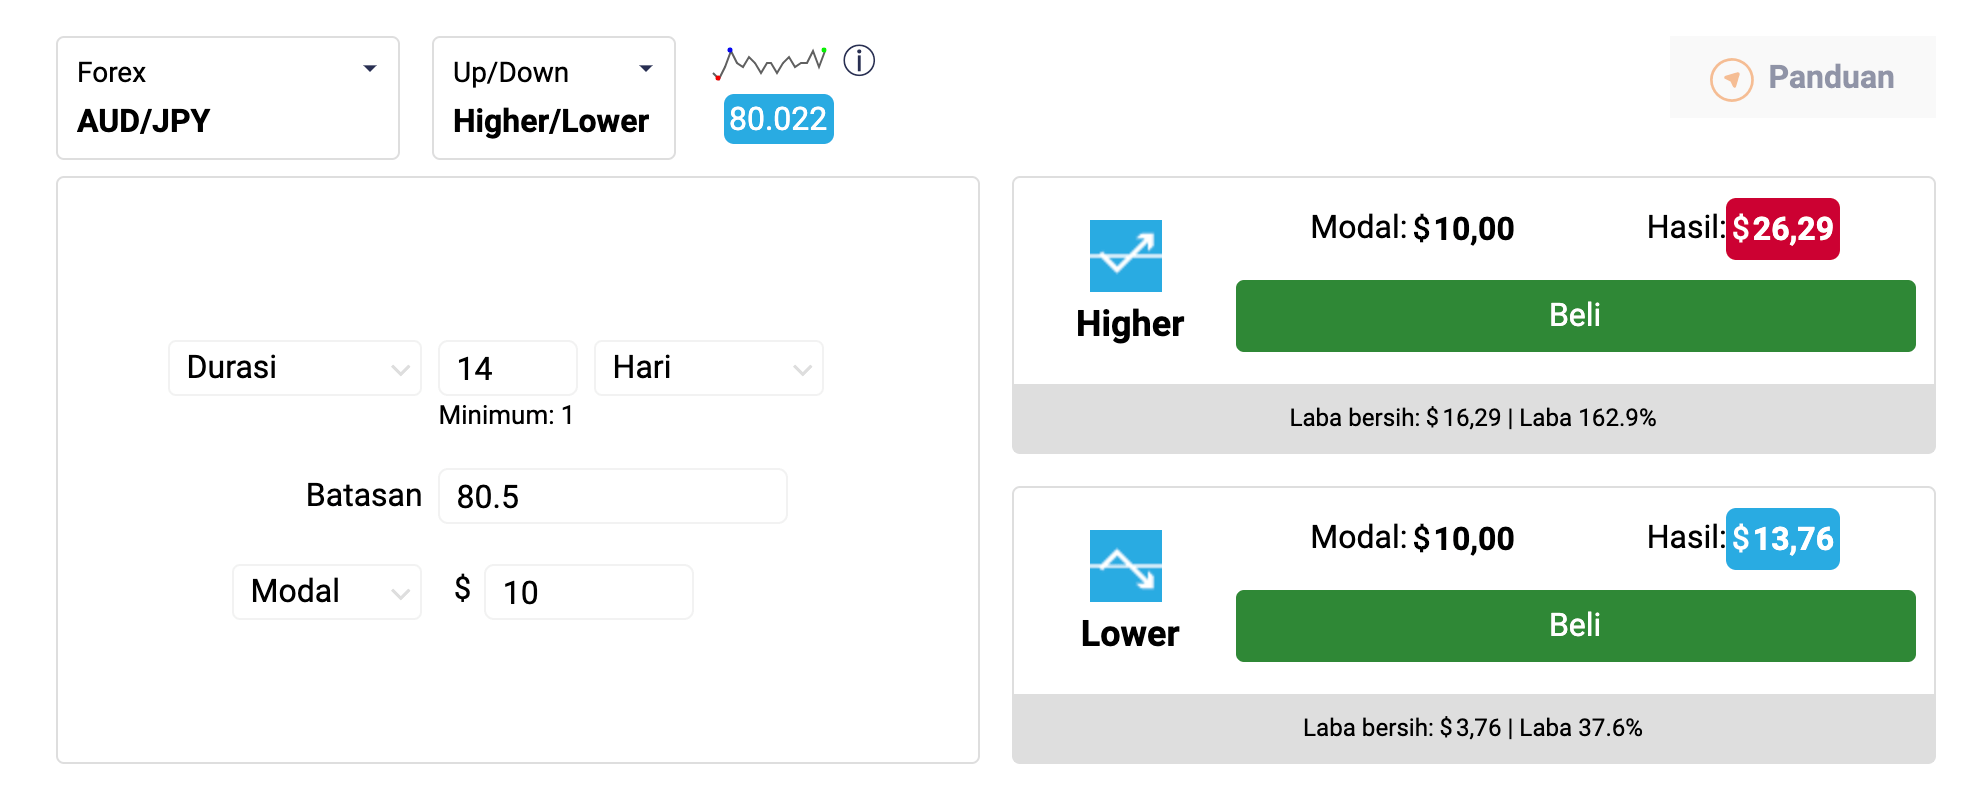 Forex
AUD/JPY
Up/Down
Higher/Lower
80.022
Panduan
Durasi 14 Hari
Minimum: 1
Batasan 80.5
Modal $ 10
Modal: $10,00 Hasil: $26,29
Higher
Beli
Laba bersih: $16,29 | Laba 162.9%
Modal: $10,00 Hasil: $13,76
Lower
Beli
Laba bersih: $3,76 | Laba 37.6%